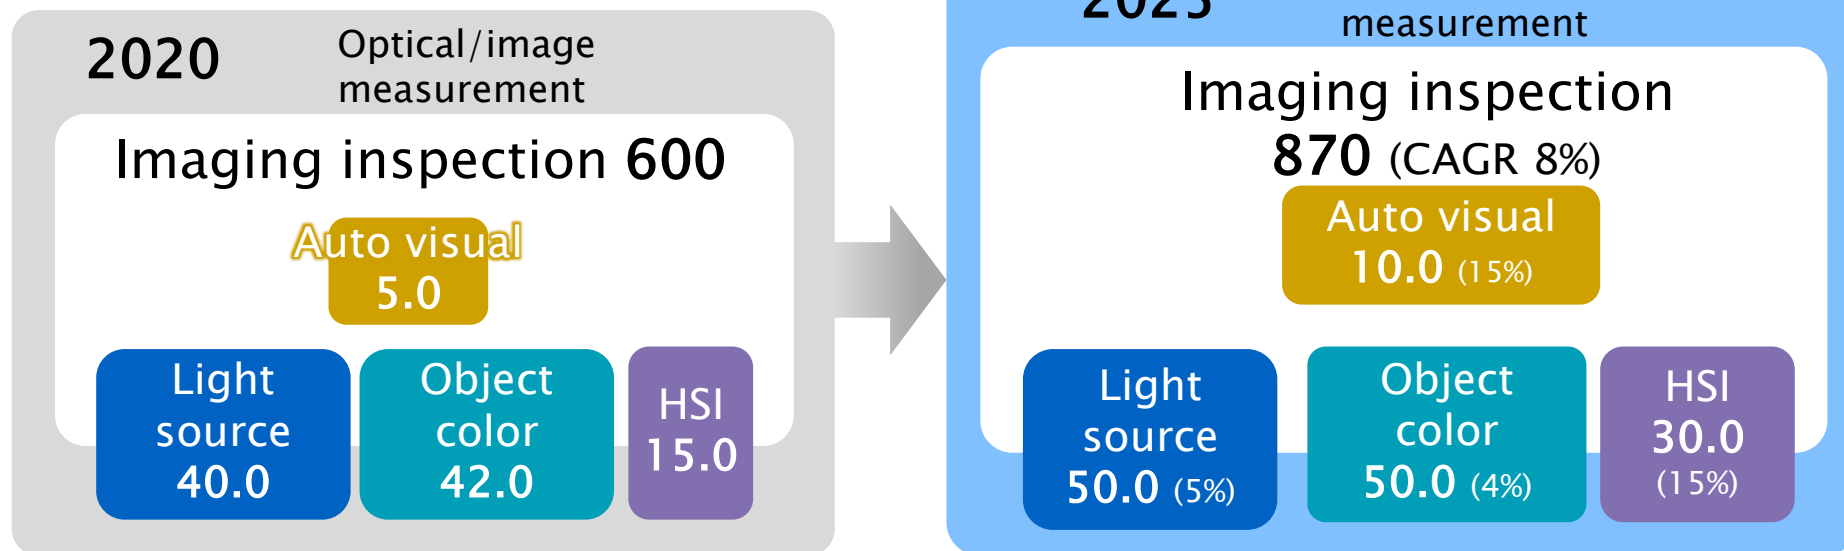 2020
Optical/image
measurement
Imaging inspection 600
Auto visual
5.0
Light
source
40.0
Object
color
42.0
HSI
15.0
measurement
Imaging inspection
870 (CAGR 8%)
Auto visual
10.0 (15%)
Light
source
50.0 (5%)
Object
color
50.0 (4%)
HSI
30.0
(15%)